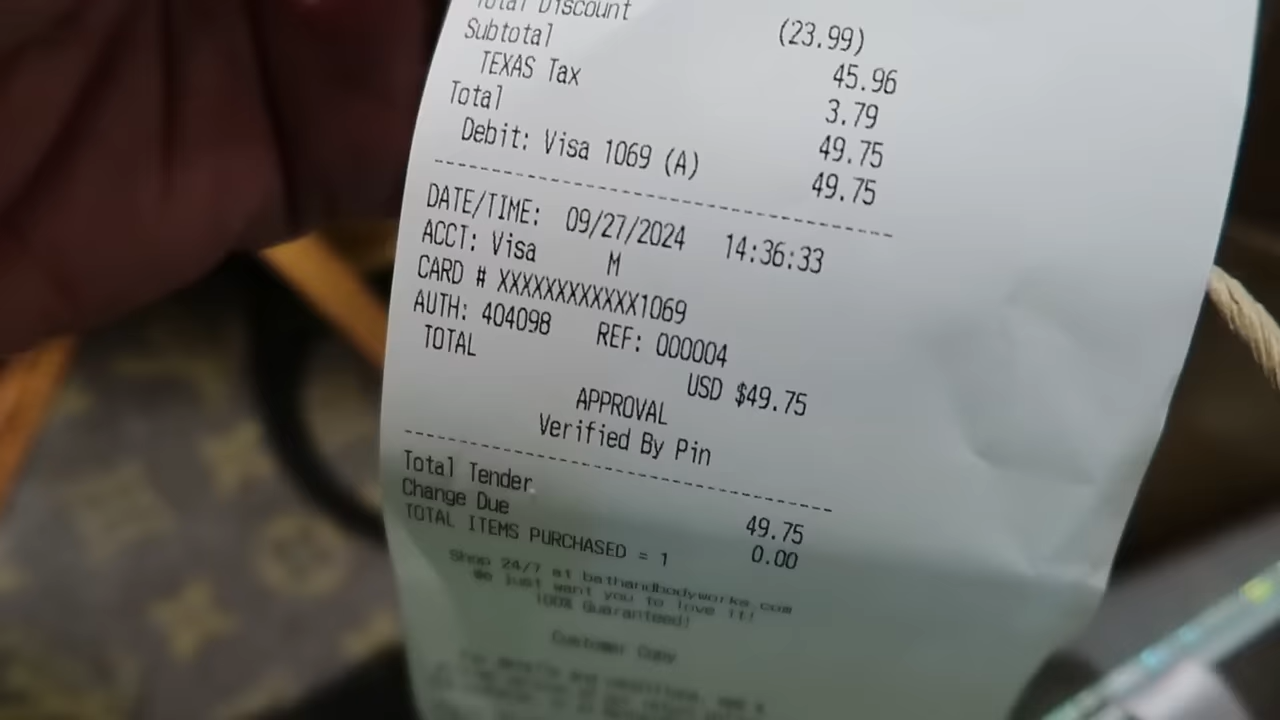 Total Discount (23.99)
Subtotal 45.96
TEXAS Tax 3.79
Total 49.75
Debit: Visa 1069 (A) 49.75
DATE/TIME: 09/27/2024 14:36:33
ACCT: Visa M
CARD # XXXXXXXXXXXX1069
AUTH: 404098 REF: 000004
TOTAL USD $49.75
APPROVAL
Verified By Pin
Total Tender 49.75
Change Due 0.00
TOTAL ITEMS PURCHASED = 1
Shop 24/7 at bathandbodyworks.com
We just want you to love it!
100% Guaranteed!
Customer Copy